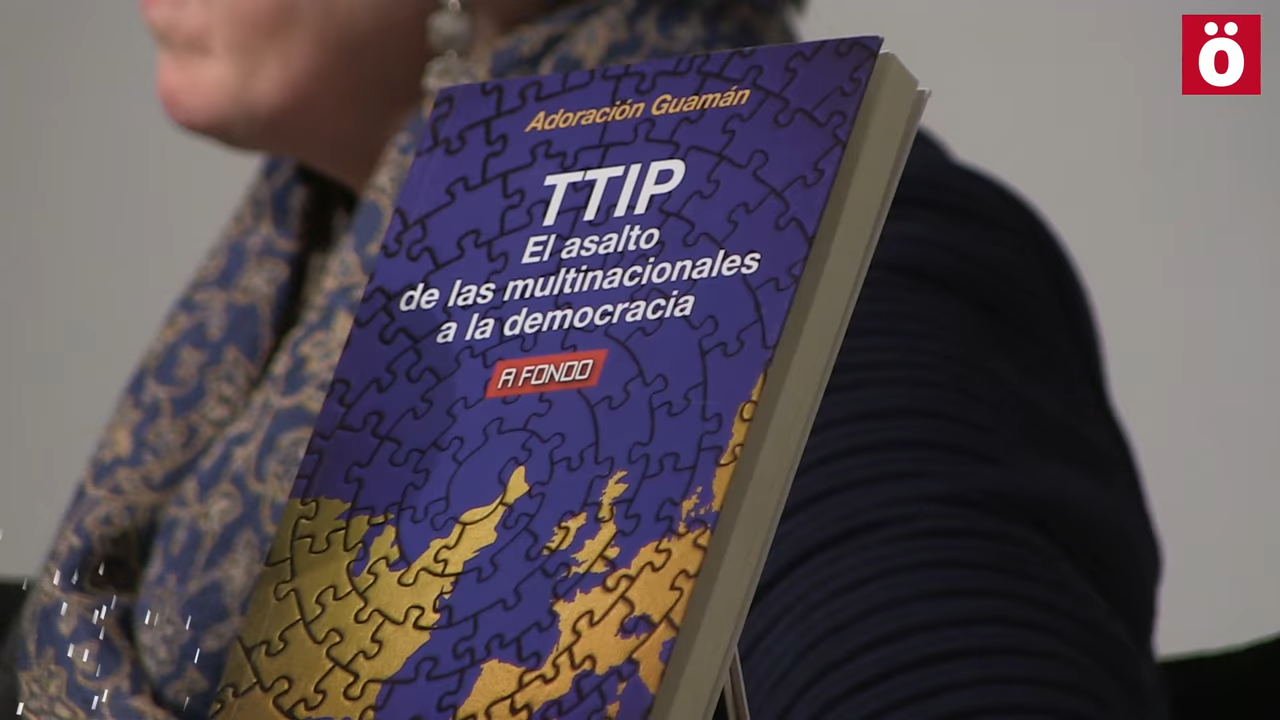 Adoración Guamán
TTIP
El asalto
de las multinacionales
a la democracia
A FONDO
ö